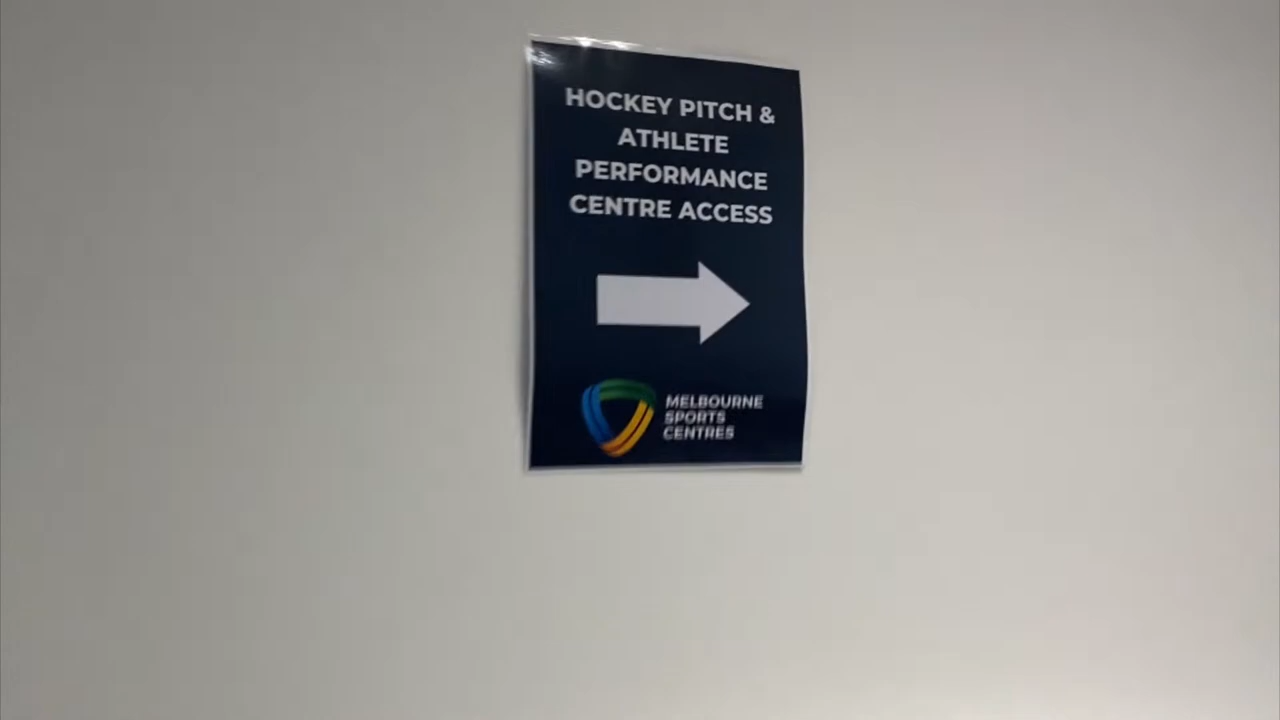 HOCKEY PITCH &
ATHLETE
PERFORMANCE
CENTRE ACCESS
MELBOURNE
SPORTS
CENTRES